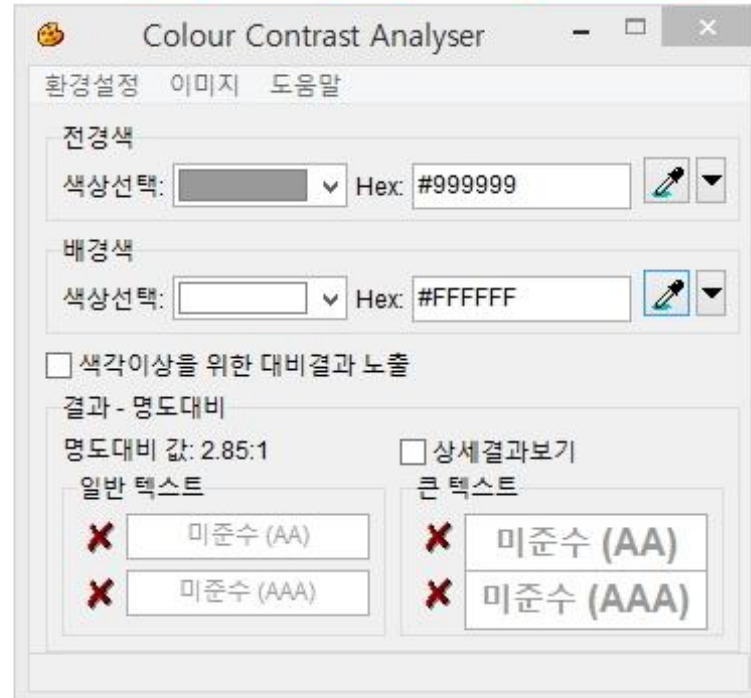 Colour Contrast Analyser
환경설정 이미지 도움말
전경색
색상선택: Hex: #999999
배경색
색상선택: Hex: #FFFFFF
색각이상을 위한 대비결과 노출
결과 - 명도대비
명도대비 값: 2.85:1 상세결과보기
일반 텍스트 큰 텍스트
미준수 (AA) 미준수 (AA)
미준수 (AAA) 미준수 (AAA)